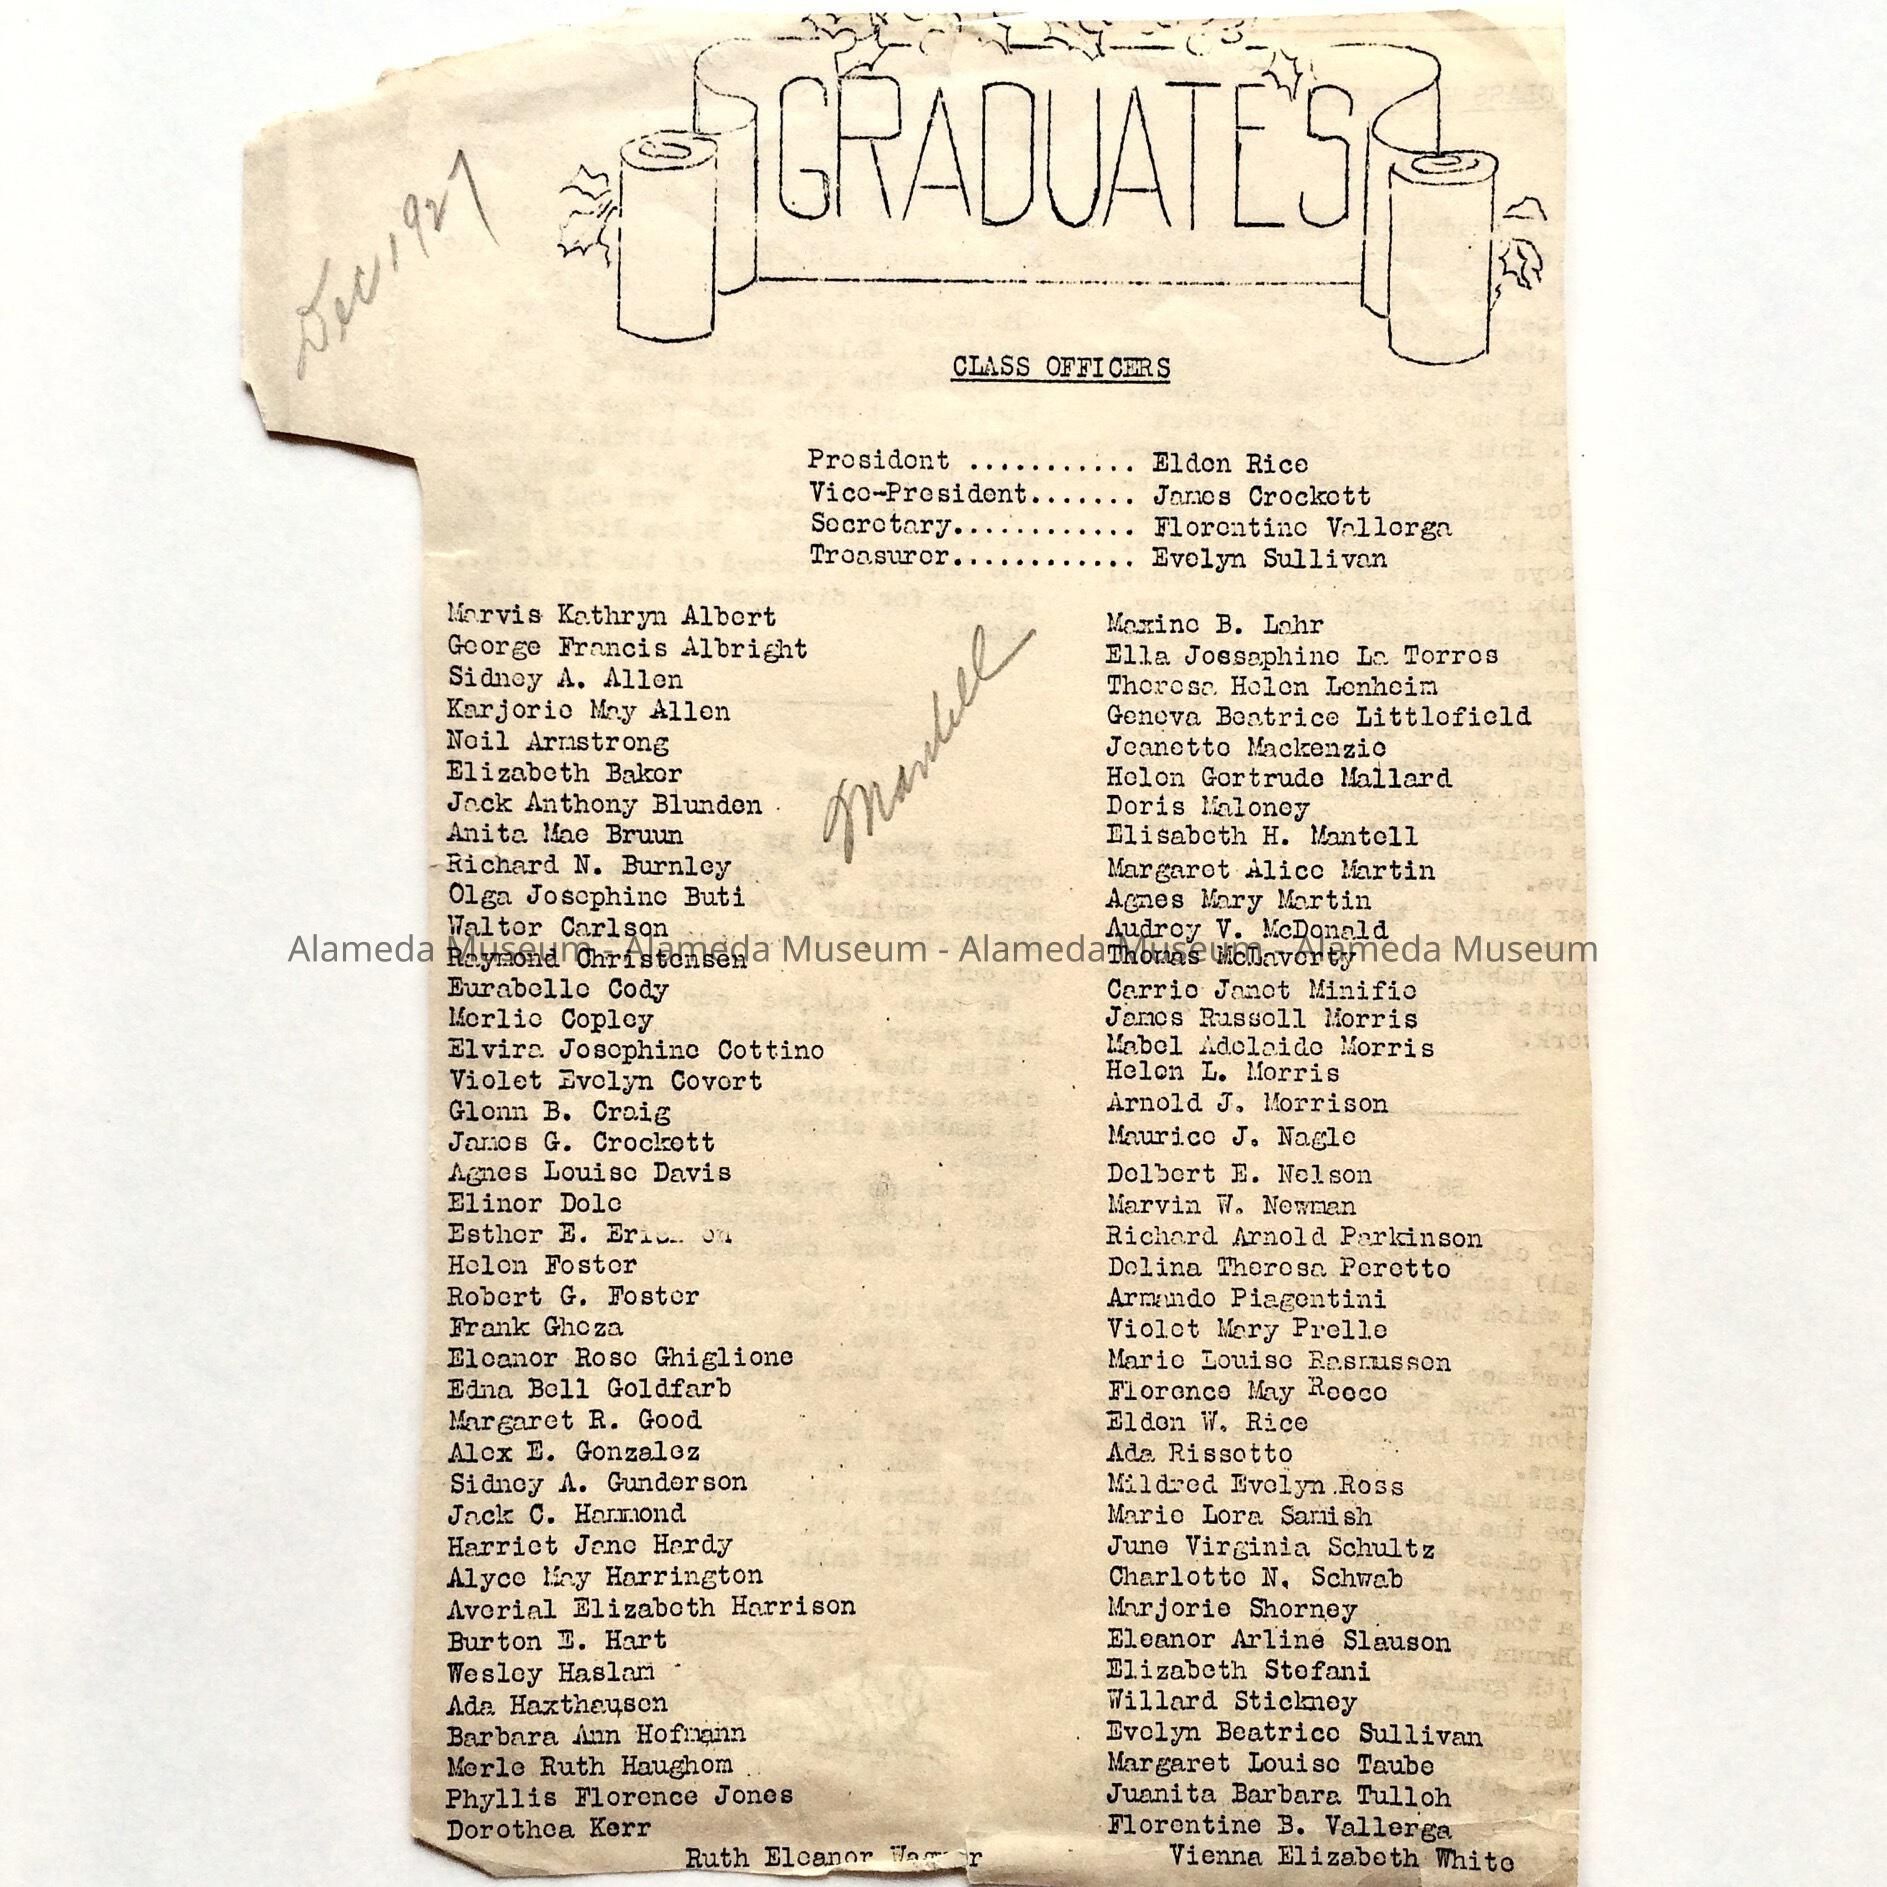 GRADUATES
Dec 1927
CLASS OFFICERS
President ........... Eldon Rice
Vice-President....... James Crockett
Secretary............ Florentine Vallerga
Treasurer............ Evelyn Sullivan
Marvis Kathryn Albert
George Francis Albright
Sidney A. Allen
Karjorie May Allen
Neil Armstrong
Elizabeth Baker
Jack Anthony Blunden
Anita Mae Bruun
Richard N. Burnley
Olga Josephine Buti
Walter Carlson
Raymond Christensen
Eurabelle Cody
Merlie Copley
Elvira Josephine Cottino
Violet Evelyn Covert
Glenn B. Craig
James G. Crockett
Agnes Louise Davis
Elinor Dole
Esther E.
Helen Foster
Robert G. Foster
Frank Gheza
Eleanor Rose Ghiglione
Edna Bell Goldfarb
Margaret R. Good
Alex E. Gonzalez
Sidney A. Gunderson
Jack C. Hammond
Harriet Jane Hardy
Alyce May Harrington
Averial Elizabeth Harrison
Burton E. Hart
Wesley Haslam
Ada Haxthausen
Barbara Ann Hofmann
Merle Ruth Haughom
Phyllis Florence Jones
Dorothea Kerr
Ruth Eleanor Wagner
Maxine B. Lahr
Ella Jossaphine La Torres
Theresa Helen Lenheim
Geneva Beatrice Littlefield
Jeanette Mackenzie
Helen Gertrude Mallard
Doris Maloney
Elisabeth H. Mantell
Margaret Alice Martin
Agnes Mary Martin
Audrey V. McDonald
Thomas McLaverty
Carrie Janet Minifie
James Russell Morris
Mabel Adelaide Morris
Helen L. Morris
Arnold J. Morrison
Maurice J. Nagle
Delbert E. Nelson
Marvin W. Newman
Richard Arnold Parkinson
Delina Theresa Peretto
Armando Piagentini
Violet Mary Prelle
Marie Louise Rasmussen
Florence May Reece
Eldon W. Rice
Ada Rissotto
Mildred Evelyn Ross
Marie Lora Samish
June Virginia Schultz
Charlotte N. Schwab
Marjorie Shorney
Eleanor Arline Slauson
Elizabeth Stefani
Willard Stickney
Evelyn Beatrice Sullivan
Margaret Louise Taube
Juanita Barbara Tulloh
Florentine B. Vallerga
Vienna Elizabeth White
Alameda Museum - Alameda Museum - Alameda Museum - Alameda Museum